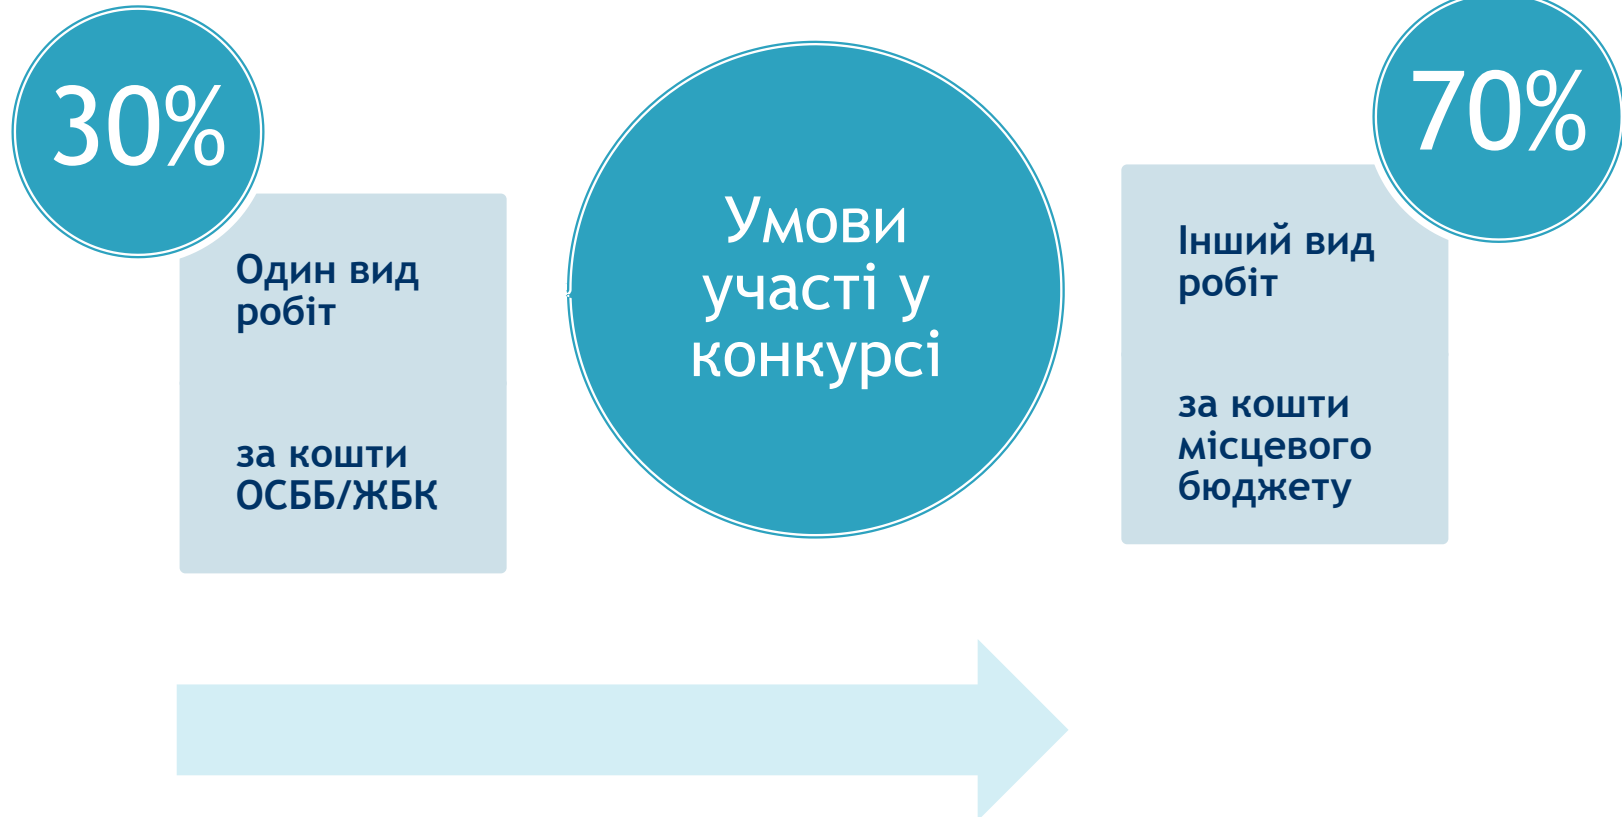 30%
Один вид
робіт
за кошти
ОСББ/ЖБК
Умови
участі у
конкурсі
70%
Інший вид
робіт
за кошти
місцевого
бюджету